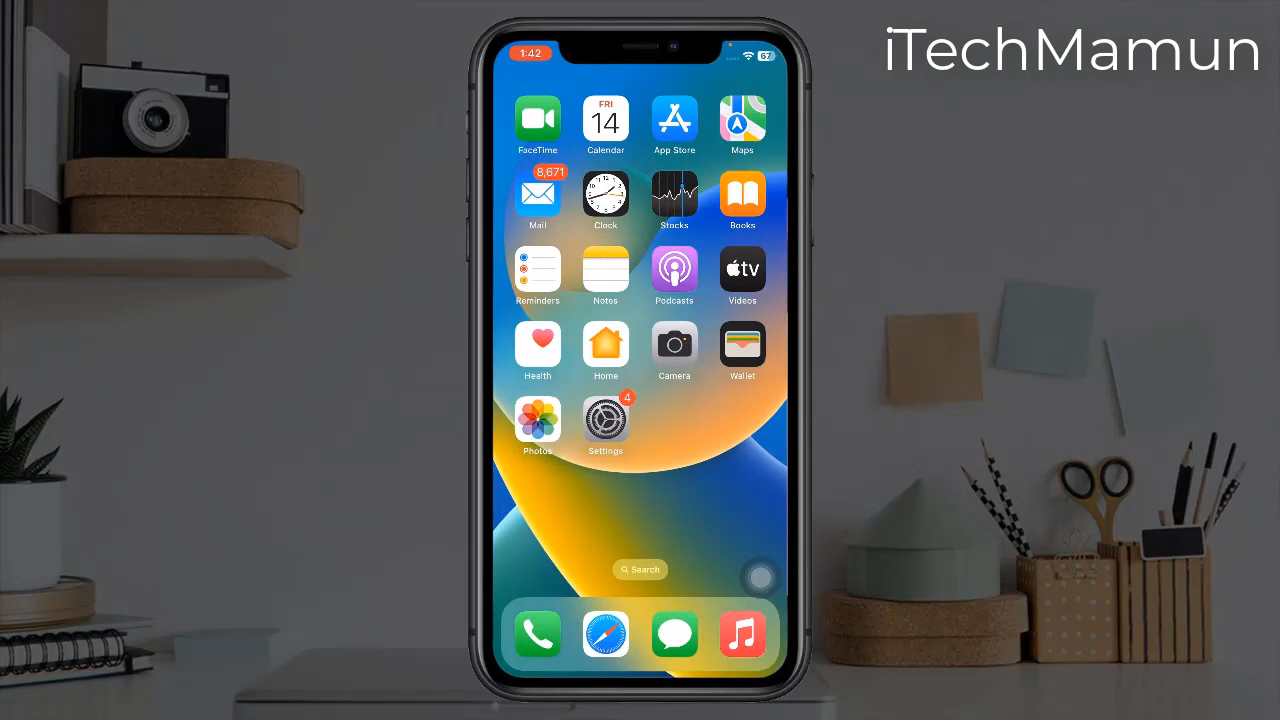 iTechMamun
1:42
67
FaceTime
FRI
14
Calendar
App Store
Maps
8,671
Mail
12
Clock
Stocks
Books
Reminders
Notes
Podcasts
tv
Videos
Health
Home
Camera
Wallet
Photos
4
Settings
Search